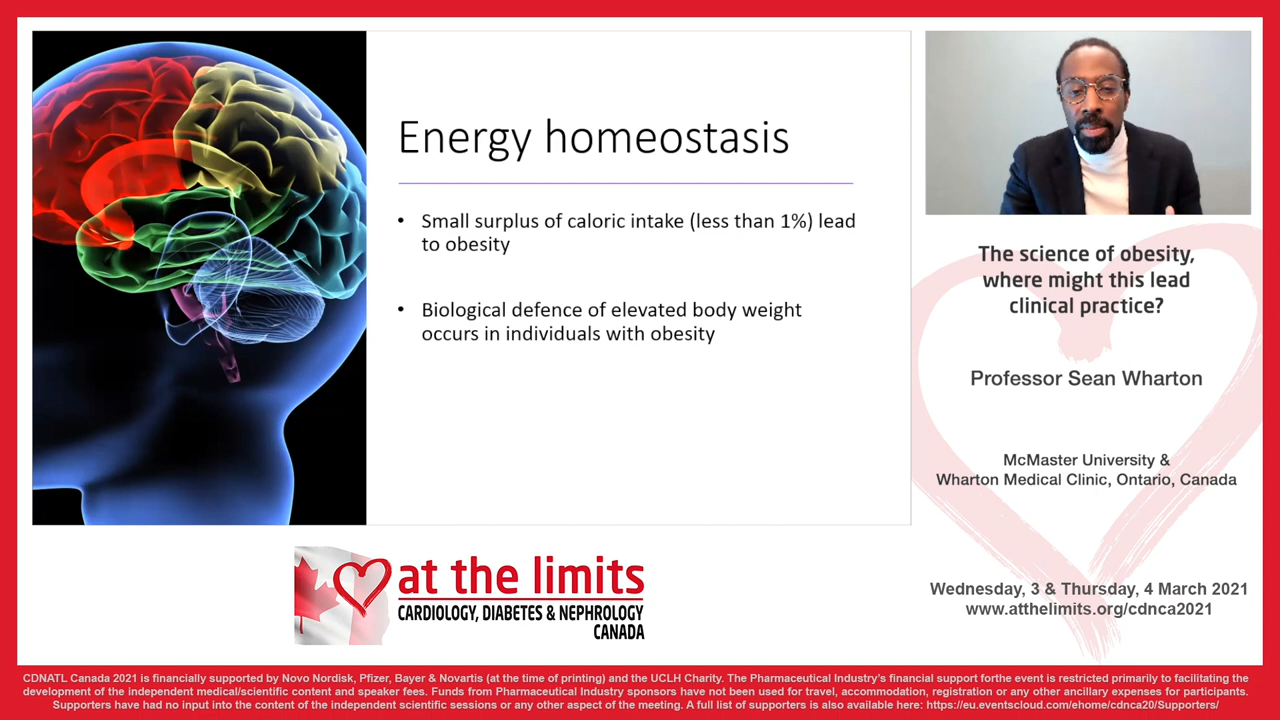 Energy homeostasis
• Small surplus of caloric intake (less than 1%) lead
to obesity
• Biological defence of elevated body weight
occurs in individuals with obesity
The science of obesity,
where might this lead
clinical practice?
Professor Sean Wharton
McMaster University &
Wharton Medical Clinic, Ontario, Canada
at the limits
CARDIOLOGY, DIABETES & NEPHROLOGY
CANADA
Wednesday, 3 & Thursday, 4 March 2021
www.atthelimits.org/cdnca2021
CDNATL Canada 2021 is financially supported by Novo Nordisk, Pfizer, Bayer & Novartis (at the time of printing) and the UCLH Charity. The Pharmaceutical Industry's financial support forthe event is restricted primarily to facilitating the
development of the independent medical/scientific content and speaker fees. Funds from Pharmaceutical Industry sponsors have not been used for travel, accommodation, registration or any other ancillary expenses for participants.
Supporters have had no input into the content of the independent scientific sessions or any other aspect of the meeting. A full list of supporters is also available here: https://eu.eventscloud.com/ehome/cdnca20/Supporters/